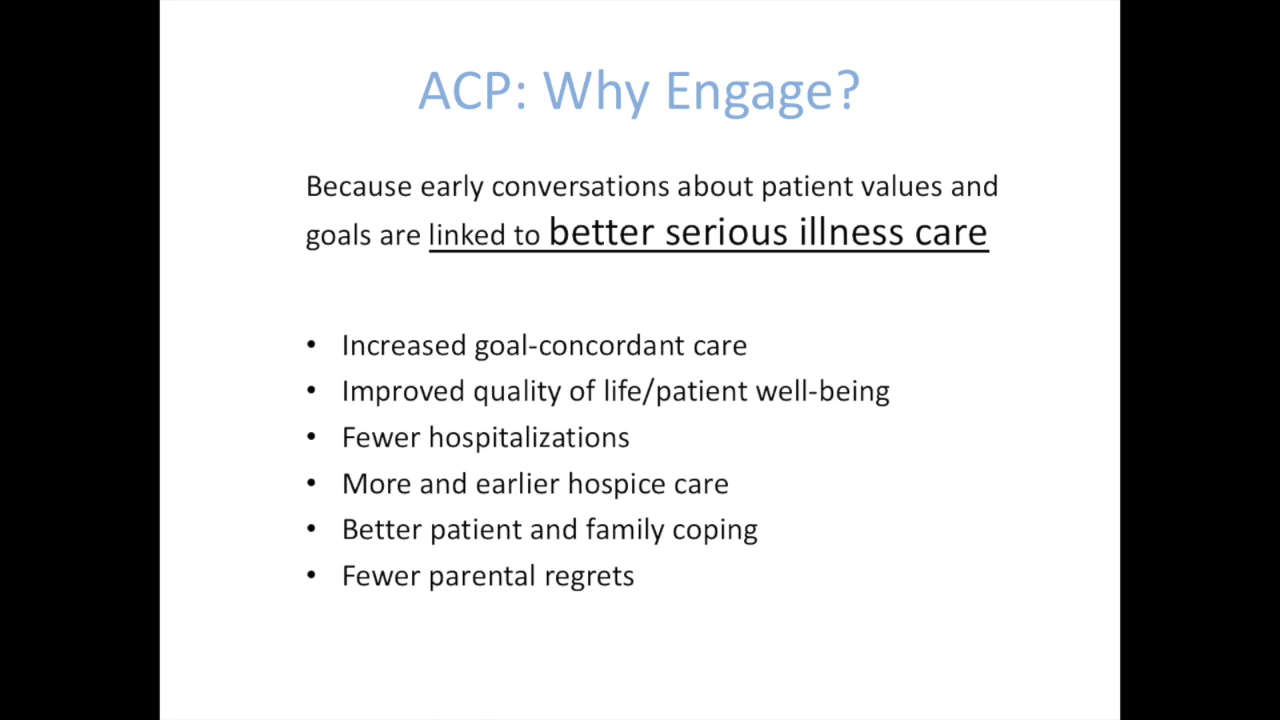 ACP: Why Engage?
Because early conversations about patient values and
goals are linked to better serious illness care
• Increased goal-concordant care
• Improved quality of life/patient well-being
• Fewer hospitalizations
• More and earlier hospice care
• Better patient and family coping
• Fewer parental regrets